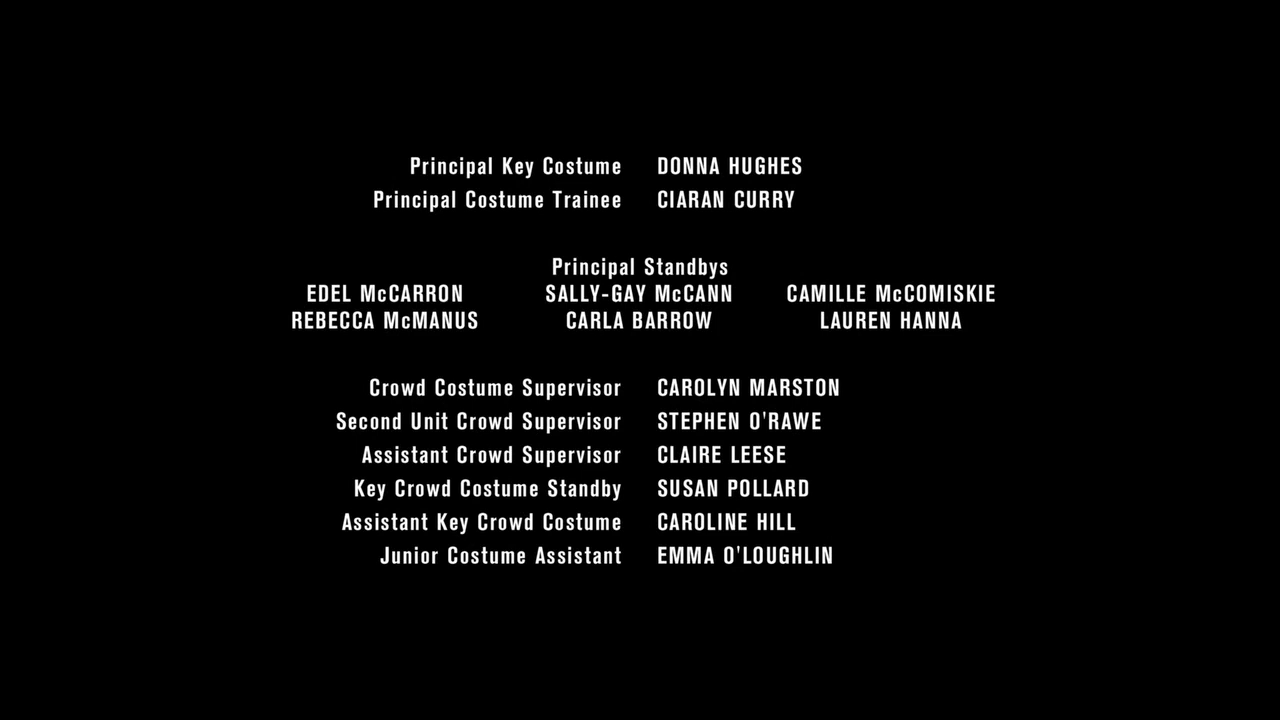 Principal Key Costume DONNA HUGHES
Principal Costume Trainee CIARAN CURRY
Principal Standbys
EDEL McCARRON SALLY-GAY McCANN CAMILLE McCOMISKIE
REBECCA McMANUS CARLA BARROW LAUREN HANNA
Crowd Costume Supervisor CAROLYN MARSTON
Second Unit Crowd Supervisor STEPHEN O'RAWE
Assistant Crowd Supervisor CLAIRE LEESE
Key Crowd Costume Standby SUSAN POLLARD
Assistant Key Crowd Costume CAROLINE HILL
Junior Costume Assistant EMMA O'LOUGHLIN